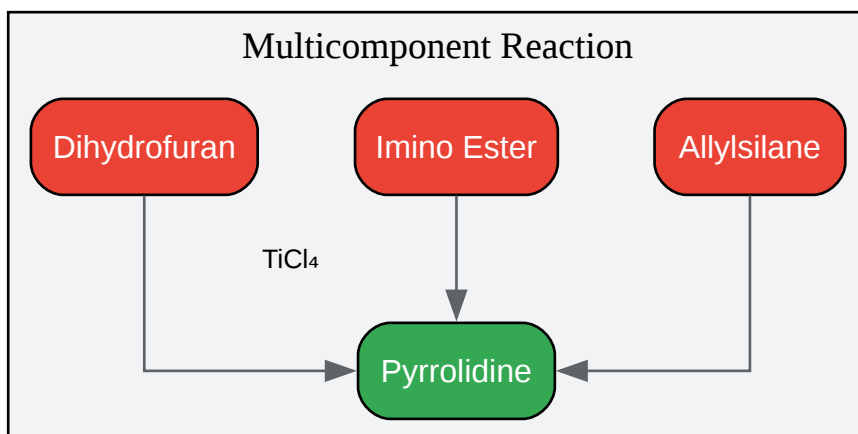 Multicomponent Reaction
Dihydrofuran
Imino Ester
Allylsilane
TiCl₄
Pyrrolidine